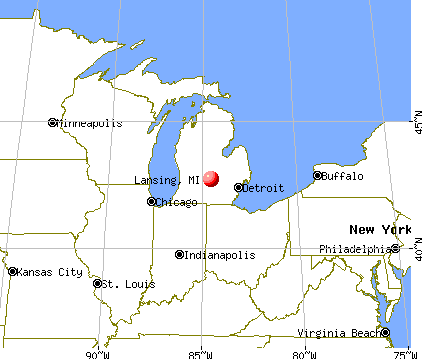 Minneapolis
45°N
Lansing, MI
Detroit
Buffalo
Chicago
New York
Philadelphia
40°N
Indianapolis
Kansas City
St. Louis
Virginia Beach
90°W
85°W
80°W
75°W